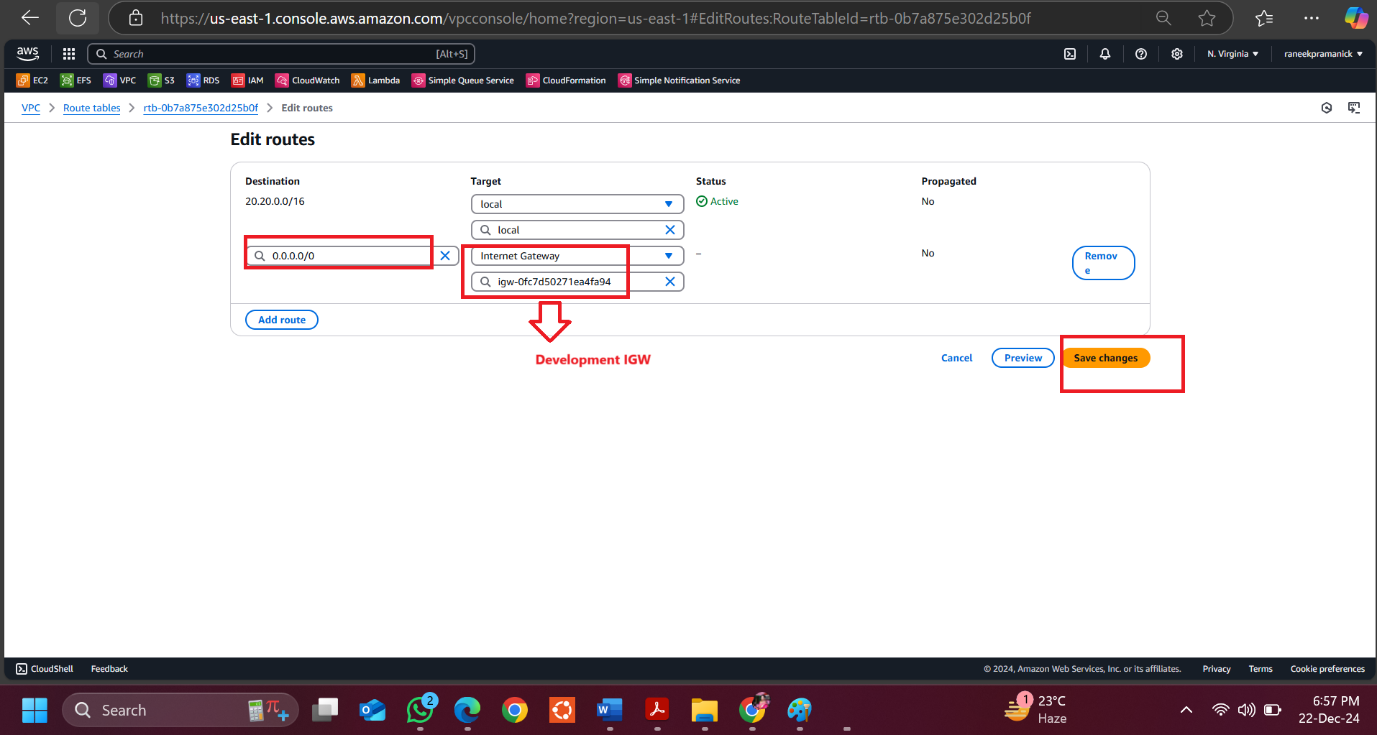 https://us-east-1.console.aws.amazon.com/vpcconsole/home?region=us-east-1#EditRoutes:RouteTableId=rtb-0b7a875e302d25b0f
aws Search [Alt+S] N. Virginia raneekpramanick
EC2 EFS VPC S3 RDS IAM CloudWatch Lambda Simple Queue Service CloudFormation Simple Notification Service
VPC > Route tables > rtb-0b7a875e302d25b0f > Edit routes
Edit routes
Destination Target Status Propagated
20.20.0.0/16 local Active No
local
0.0.0.0/0 Internet Gateway – No Remov
e
igw-0fc7d50271ea4fa94
Add route
Development IGW
Cancel Preview Save changes
CloudShell Feedback © 2024, Amazon Web Services, Inc. or its affiliates. Privacy Terms Cookie preferences
Search 2 1 23°C 6:57 PM
Haze 22-Dec-24